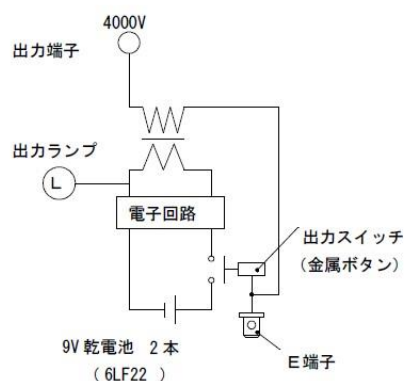 4000V
出力端子
出力ランプ
L
電子回路
出力スイッチ
(金属ボタン)
9V 乾電池 2本
( 6LF22 )
E端子